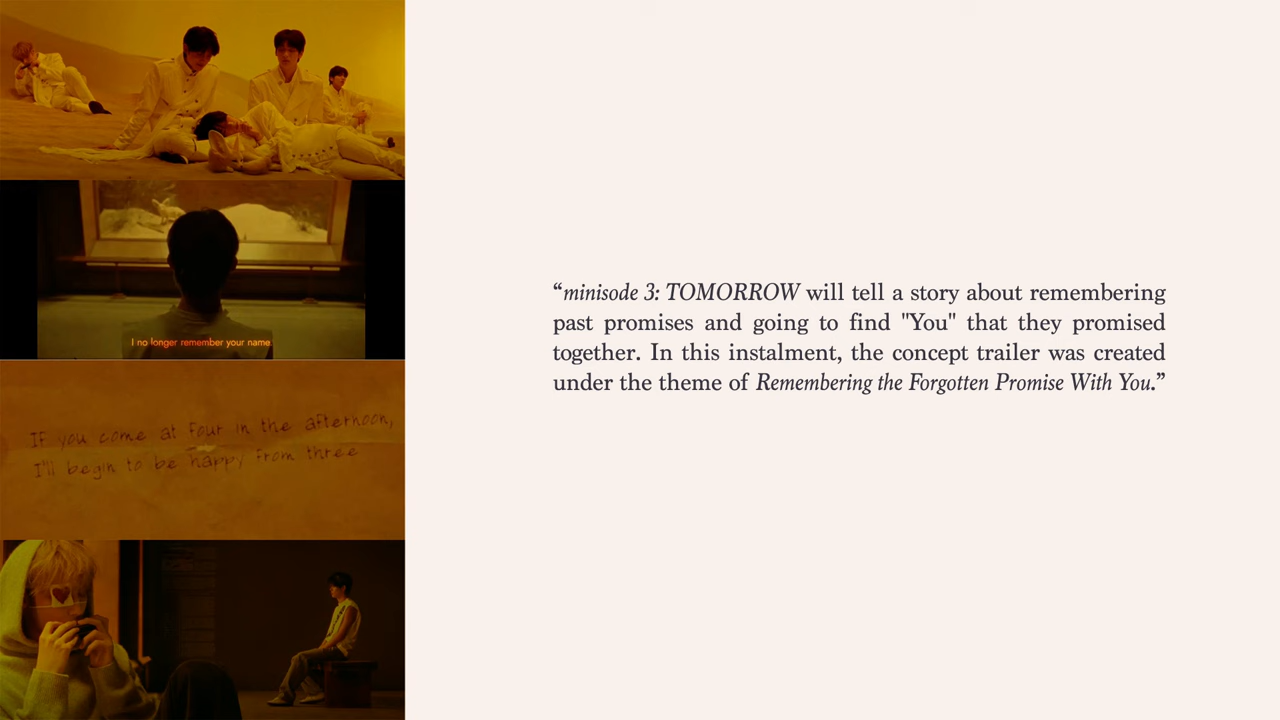 I no longer remember your name.
If you come at four in the afternoon,
I'll begin to be happy from three
“minisode 3: TOMORROW will tell a story about remembering
past promises and going to find "You" that they promised
together. In this instalment, the concept trailer was created
under the theme of Remembering the Forgotten Promise With You.”